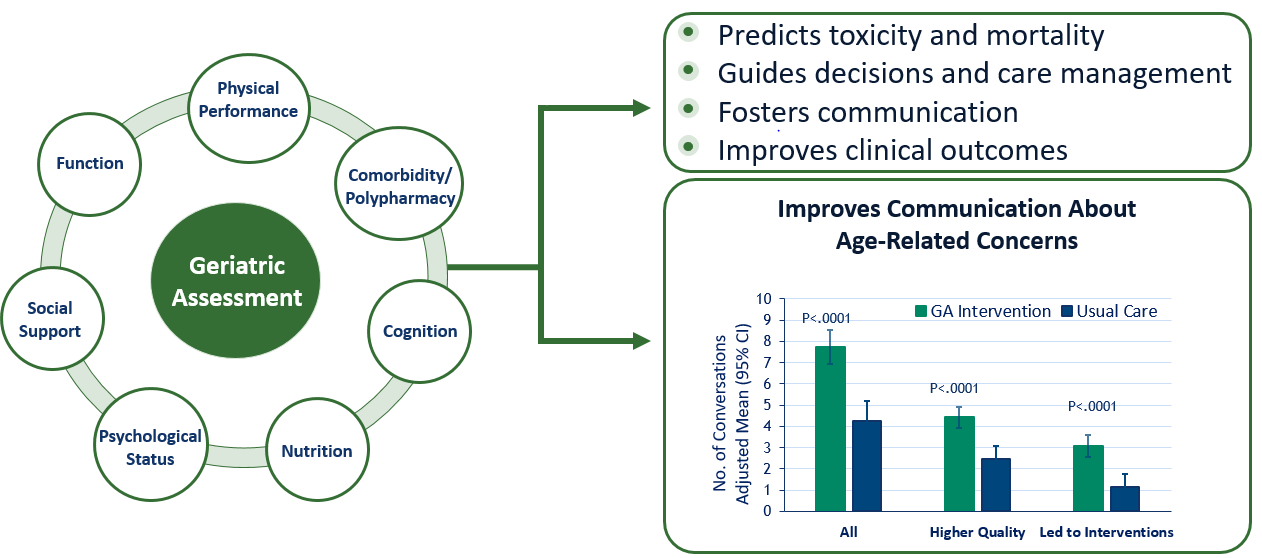 Physical
Performance
Function
Comorbidity/
Polypharmacy
Geriatric
Assessment
Social
Support
Cognition
Psychological
Status
Nutrition
Predicts toxicity and mortality
Guides decisions and care management
Fosters communication
Improves clinical outcomes
Improves Communication About
Age-Related Concerns
No. of Conversations
Adjusted Mean (95% CI)
10
9
8
7
6
5
4
3
2
1
0
GA Intervention
Usual Care
P<.0001
P<.0001
P<.0001
All
Higher Quality
Led to Interventions